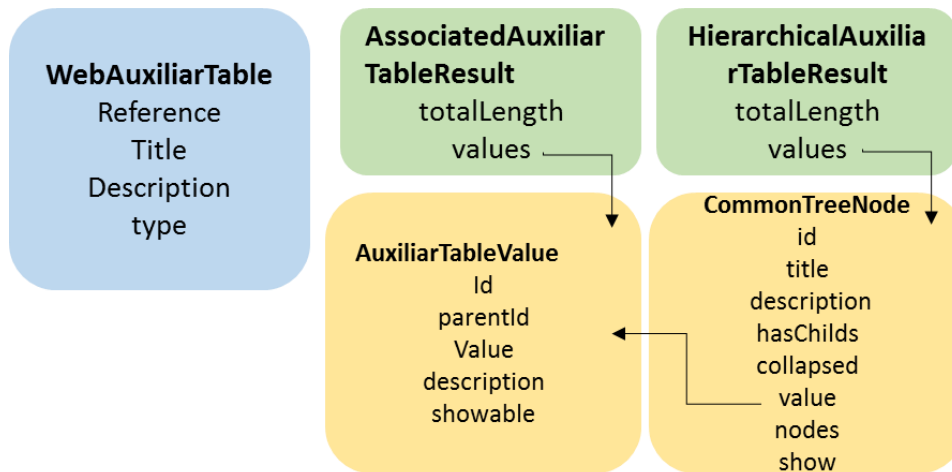 WebAuxiliarTable
Reference
Title
Description
type
AssociatedAuxiliar
TableResult
totalLength
values
HierarchicalAuxilia
rTableResult
totalLength
values
AuxiliarTableValue
Id
parentId
Value
description
showable
CommonTreeNode
id
title
description
hasChilds
collapsed
value
nodes
show